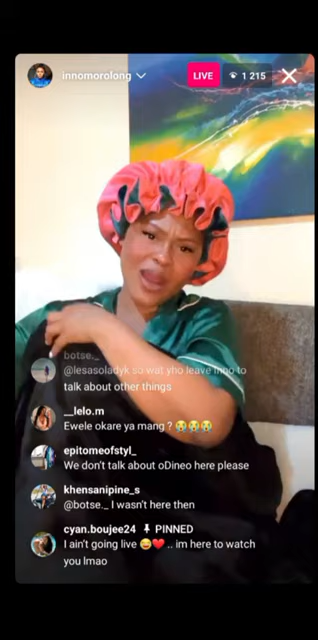 innomorolong
LIVE
1 215
botse._
@lesasoladyk so wat yho leave inno to
talk about other things
__lelo.m
Ewele okare ya mang ? 😭😭😭
epitomeofstyl_
We don't talk about oDineo here please
khensanipine_s
@botse._ I wasn't here then
cyan.boujee24 📌 PINNED
I ain't going live 😂❤️ .. im here to watch
you lmao